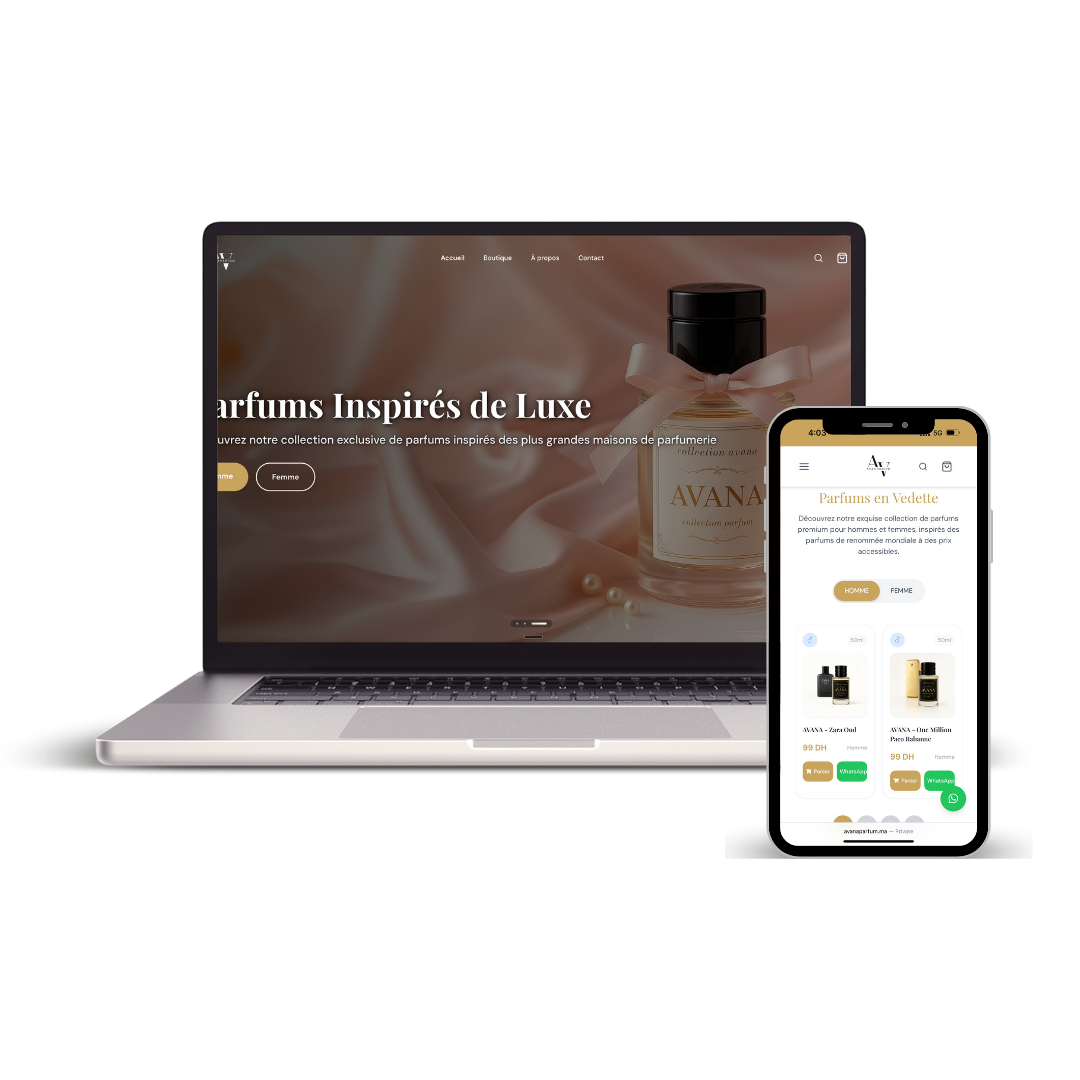 Accueil Boutique À propos Contact
arfums Inspirés de Luxe
uvrez notre collection exclusive de parfums inspirés des plus grandes maisons de parfumerie
mme Femme
collection avana
AVANA
collection parfum
4:03 5G
Parfums en Vedette
Découvrez notre exquise collection de parfums
premium pour hommes et femmes, inspirés des
parfums de renommée mondiale à des prix
accessibles.
HOMME FEMME
50ml 50ml
AVANA - Zara Oud
99 DH Homme
Panier WhatsApp
AVANA - One Million
Paco Rabanne
99 DH Homme
Panier WhatsApp
avanaparfum.ma — Private